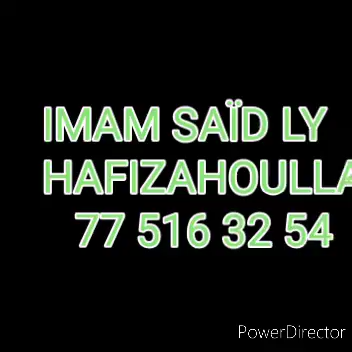 IMAM SAÏD LY
HAFIZAHOULLA
77 516 32 54
PowerDirector